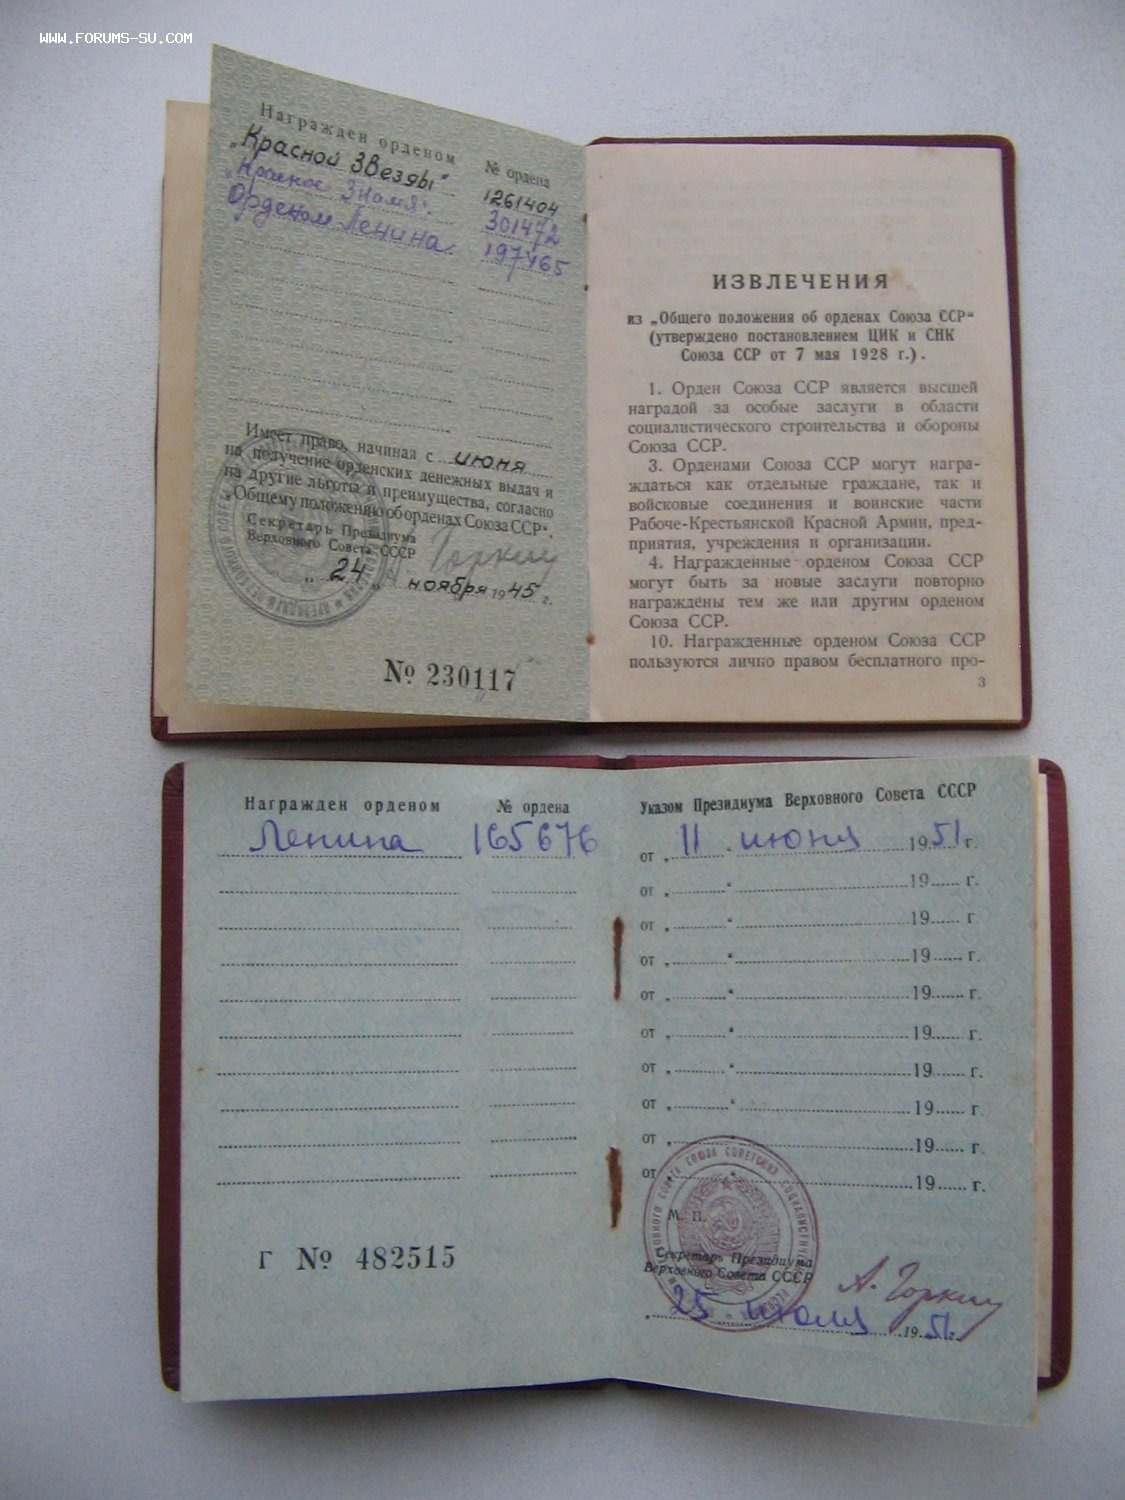 WWW.FORUMS-SU.COM
Награжден орденом № ордена
„Красной Звезды" 1261404
„Красное Знамя". 301472
Орденом Ленина. 197465
Имеет право, начиная с июня
на получение орденских денежных выдач и
на другие льготы и преимущества, согласно
„Общему положению об орденах Союза ССР".
Секретарь Президиума
Верховного Совета СССР
А. Горкин
„ 24 " ноября 1945 г.
№ 230117
ИЗВЛЕЧЕНИЯ
из „Общего положения об орденах Союза ССР"
(утверждено постановлением ЦИК и СНК
Союза ССР от 7 мая 1928 г.).
1. Орден Союза ССР является высшей
наградой за особые заслуги в области
социалистического строительства и обороны
Союза ССР.
3. Орденами Союза ССР могут награ-
ждаться как отдельные граждане, так и
войсковые соединения и воинские части
Рабоче-Крестьянской Красной Армии, пред-
приятия, учреждения и организации.
4. Награжденные орденом Союза ССР
могут быть за новые заслуги повторно
награждены тем же или другим орденом
Союза ССР.
10. Награжденные орденом Союза ССР
пользуются лично правом бесплатного про-
3
Награжден орденом № ордена
Ленина 165676
Г № 482515
Указом Президиума Верховного Совета СССР
от „ 11 " июня 1951 г.
от „ " 19 г.
от „ " 19 г.
от „ " 19 г.
от „ " 19 г.
от „ " 19 г.
от „ " 19 г.
от „ " 19 г.
от „ " 19 г.
от „ " 19 г.
М. П.
Секретарь Президиума
Верховного Совета СССР
А. Горкин
„ 25 " июля 1951 г.